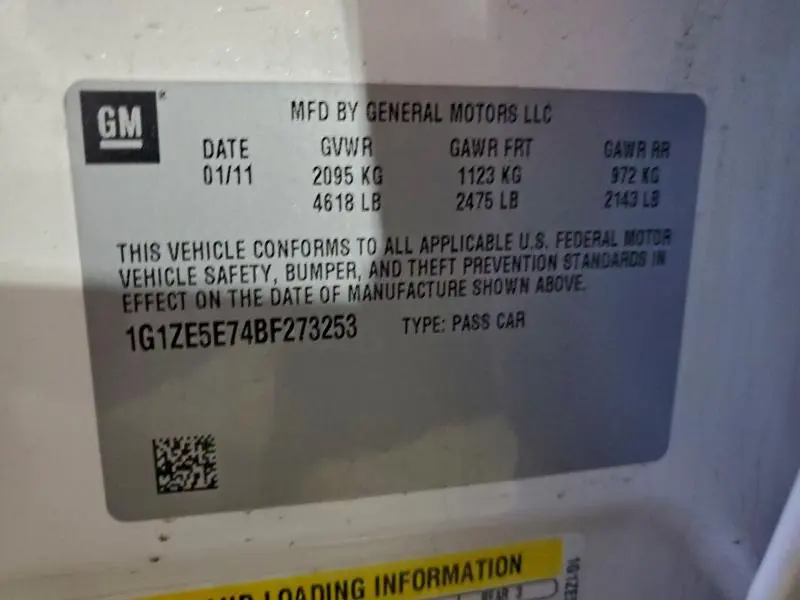 GM
MFD BY GENERAL MOTORS LLC
DATE GVWR GAWR FRT GAWR RR
01/11 2095 KG 1123 KG 972 KG
4618 LB 2475 LB 2143 LB
THIS VEHICLE CONFORMS TO ALL APPLICABLE U.S. FEDERAL MOTOR
VEHICLE SAFETY, BUMPER, AND THEFT PREVENTION STANDARDS IN
EFFECT ON THE DATE OF MANUFACTURE SHOWN ABOVE.
1G1ZE5E74BF273253 TYPE: PASS CAR
LOADING INFORMATION
REAR 3